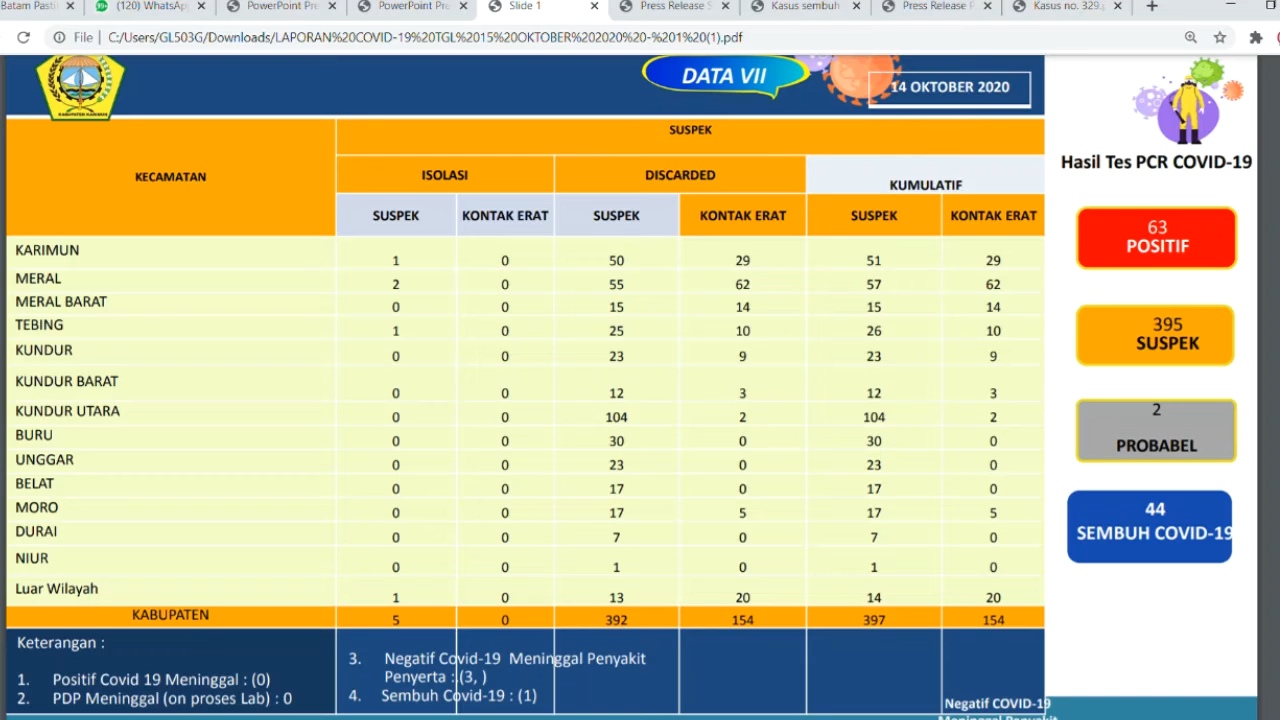 Batam Pasti
(120) WhatsAp
PowerPoint Pre
PowerPoint Pro
Slide 1
Press Release S
Kasus sembuh
Press Release P
Kasus no. 329.p
File | C:/Users/GL503G/Downloads/LAPORAN%20COVID-19%20TGL%2015%20OKTOBER%202020%20-%201%20(1).pdf
KABUPATEN KARIMUN
DATA VII
14 OKTOBER 2020
KECAMATAN
SUSPEK
ISOLASI DISCARDED KUMULATIF
SUSPEK KONTAK ERAT SUSPEK KONTAK ERAT SUSPEK KONTAK ERAT
KARIMUN 1 0 50 29 51 29
MERAL 2 0 55 62 57 62
MERAL BARAT 0 0 15 14 15 14
TEBING 1 0 25 10 26 10
KUNDUR 0 0 23 9 23 9
KUNDUR BARAT 0 0 12 3 12 3
KUNDUR UTARA 0 0 104 2 104 2
BURU 0 0 30 0 30 0
UNGGAR 0 0 23 0 23 0
BELAT 0 0 17 0 17 0
MORO 0 0 17 5 17 5
DURAI 0 0 7 0 7 0
NIUR 0 0 1 0 1 0
Luar Wilayah 1 0 13 20 14 20
KABUPATEN 5 0 392 154 397 154
Keterangan :
1. Positif Covid 19 Meninggal : (0)
2. PDP Meninggal (on proses Lab) : 0
3. Negatif Covid-19 Meninggal Penyakit
Penyerta : (3, )
4. Sembuh Covid-19 : (1)
Negatif COVID-19
Meninggal Penyakit
Hasil Tes PCR COVID-19
63
POSITIF
395
SUSPEK
2
PROBABEL
44
SEMBUH COVID-19